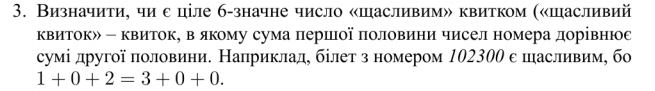 3. Визначити, чи є ціле 6-значне число «щасливим» квитком («щасливий
квиток» – квиток, в якому сума першої половини чисел номера дорівнює
сумі другої половини. Наприклад, білет з номером 102300 є щасливим, бо
1 + 0 + 2 = 3 + 0 + 0.